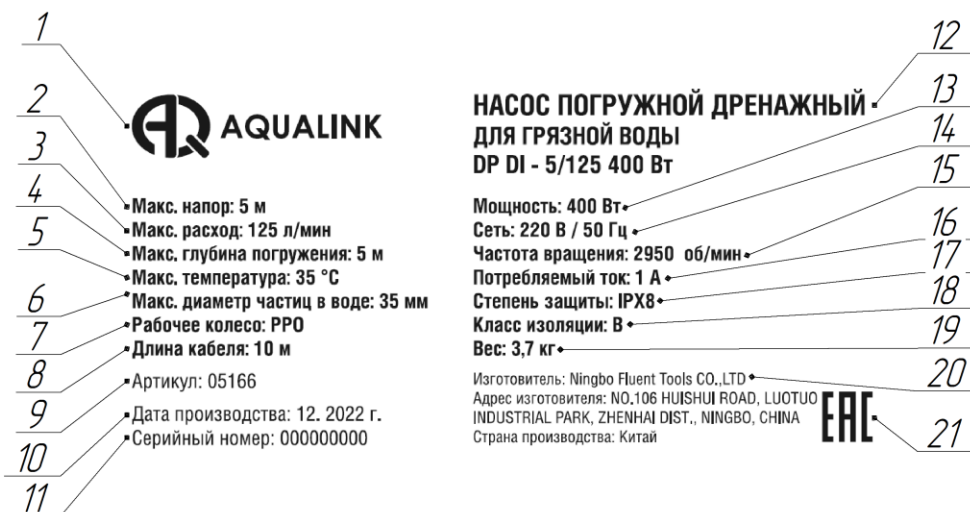 1
2
3
4
5
6
7
8
9
10
11
AQ AQUALINK
Макс. напор: 5 м
Макс. расход: 125 л/мин
Макс. глубина погружения: 5 м
Макс. температура: 35 °C
Макс. диаметр частиц в воде: 35 мм
Рабочее колесо: PPO
Длина кабеля: 10 м
Артикул: 05166
Дата производства: 12. 2022 г.
Серийный номер: 000000000
НАСОС ПОГРУЖНОЙ ДРЕНАЖНЫЙ
ДЛЯ ГРЯЗНОЙ ВОДЫ
DP DI - 5/125 400 Вт
Мощность: 400 Вт
Сеть: 220 В / 50 Гц
Частота вращения: 2950 об/мин
Потребляемый ток: 1 А
Степень защиты: IPX8
Класс изоляции: B
Вес: 3,7 кг
Изготовитель: Ningbo Fluent Tools CO.,LTD
Адрес изготовителя: NO.106 HUISHUI ROAD, LUOTUO
INDUSTRIAL PARK, ZHENHAI DIST., NINGBO, CHINA
Страна производства: Китай
EAC
12
13
14
15
16
17
18
19
20
21